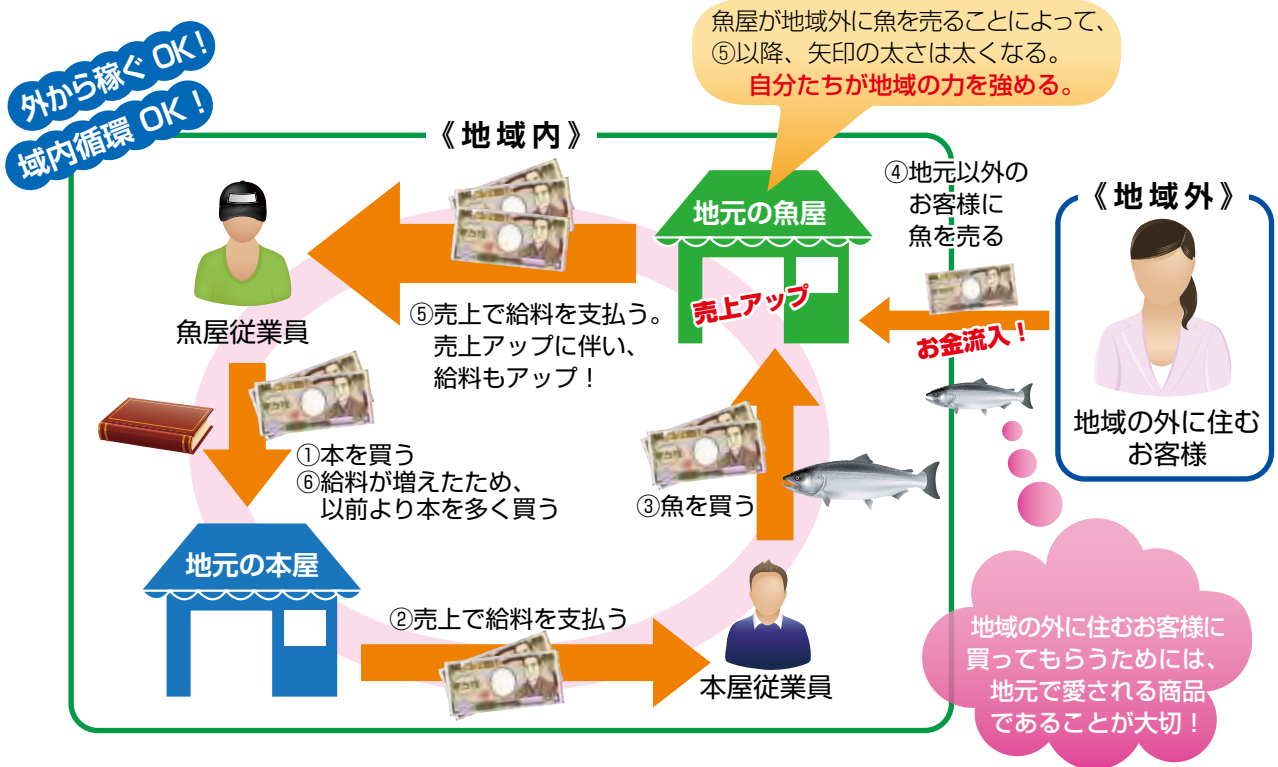 外から稼ぐ OK！
域内循環 OK！
魚屋が地域外に魚を売ることによって、
⑤以降、矢印の太さは太くなる。
自分たちが地域の力を強める。
《地域内》
地元の魚屋
売上アップ
④地元以外の
お客様に
魚を売る
お金流入！
《地域外》
地域の外に住む
お客様
魚屋従業員
⑤売上で給料を支払う。
売上アップに伴い、
給料もアップ！
①本を買う
⑥給料が増えたため、
以前より本を多く買う
③魚を買う
地元の本屋
②売上で給料を支払う
本屋従業員
地域の外に住むお客様に
買ってもらうためには、
地元で愛される商品
であることが大切！